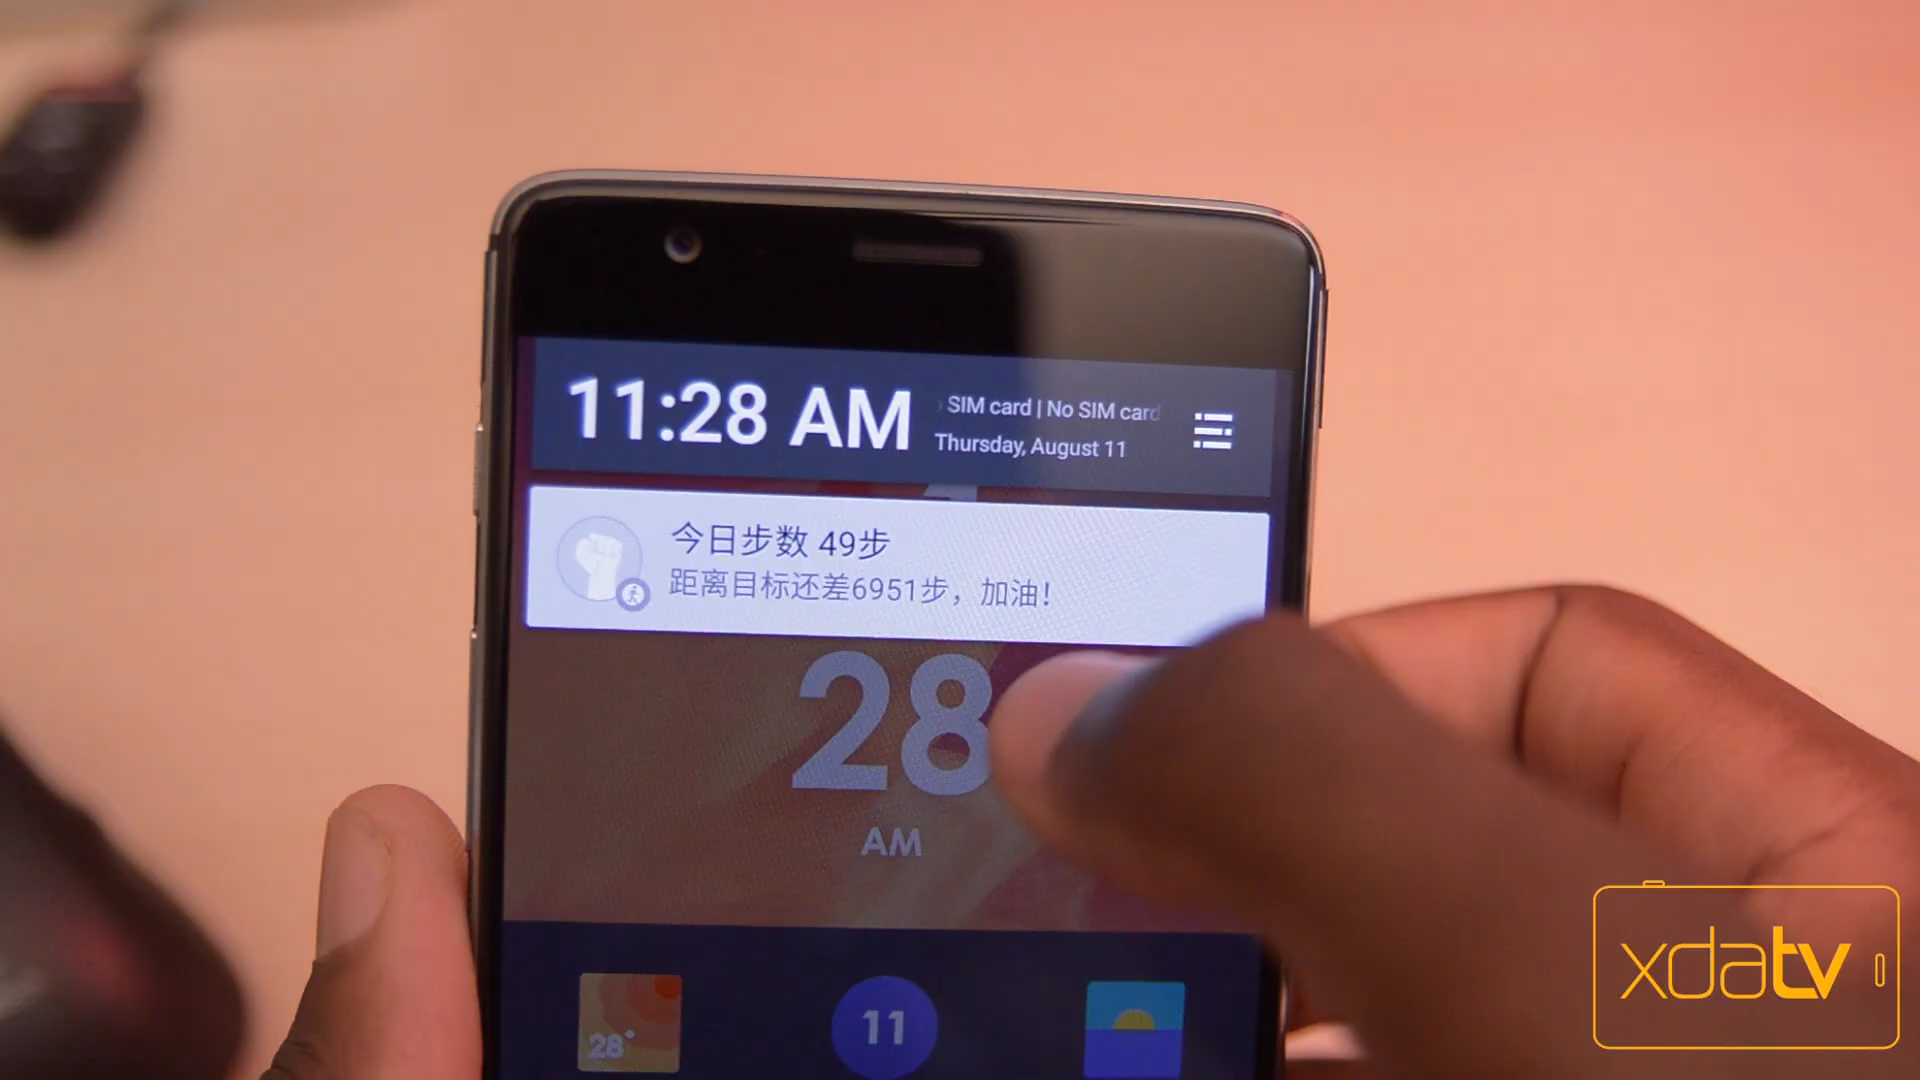 11:28 AM
SIM card | No SIM card
Thursday, August 11
今日步数 49步
距离目标还差6951步，加油！
28
AM
28°
11
xdatv